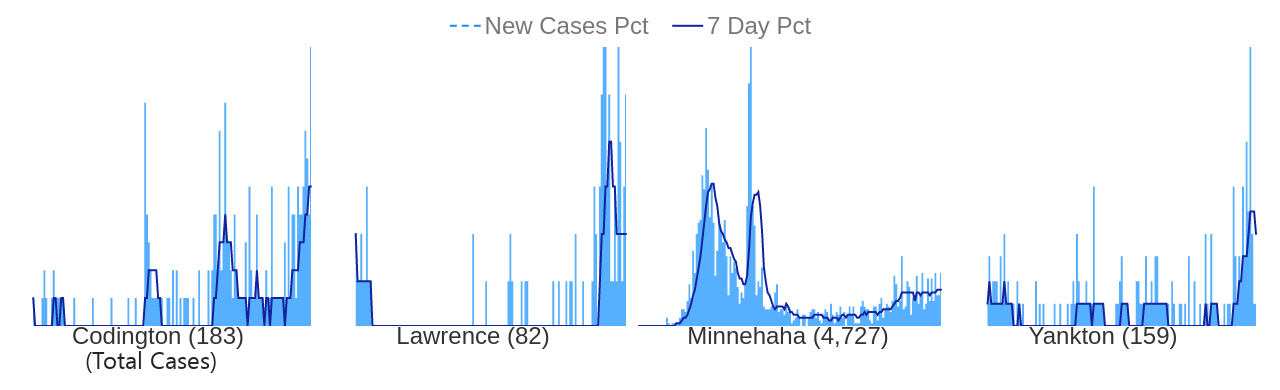 New Cases Pct 7 Day Pct
Codington (183) Lawrence (82) Minnehaha (4,727) Yankton (159)
(Total Cases)